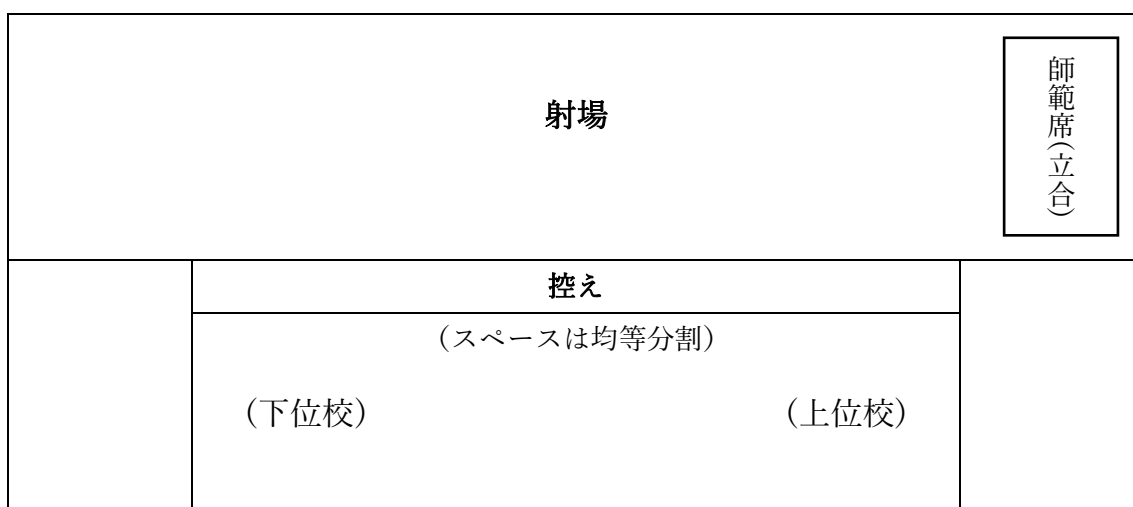 射場
師範席(立合)
控え
(スペースは均等分割)
(下位校)
(上位校)